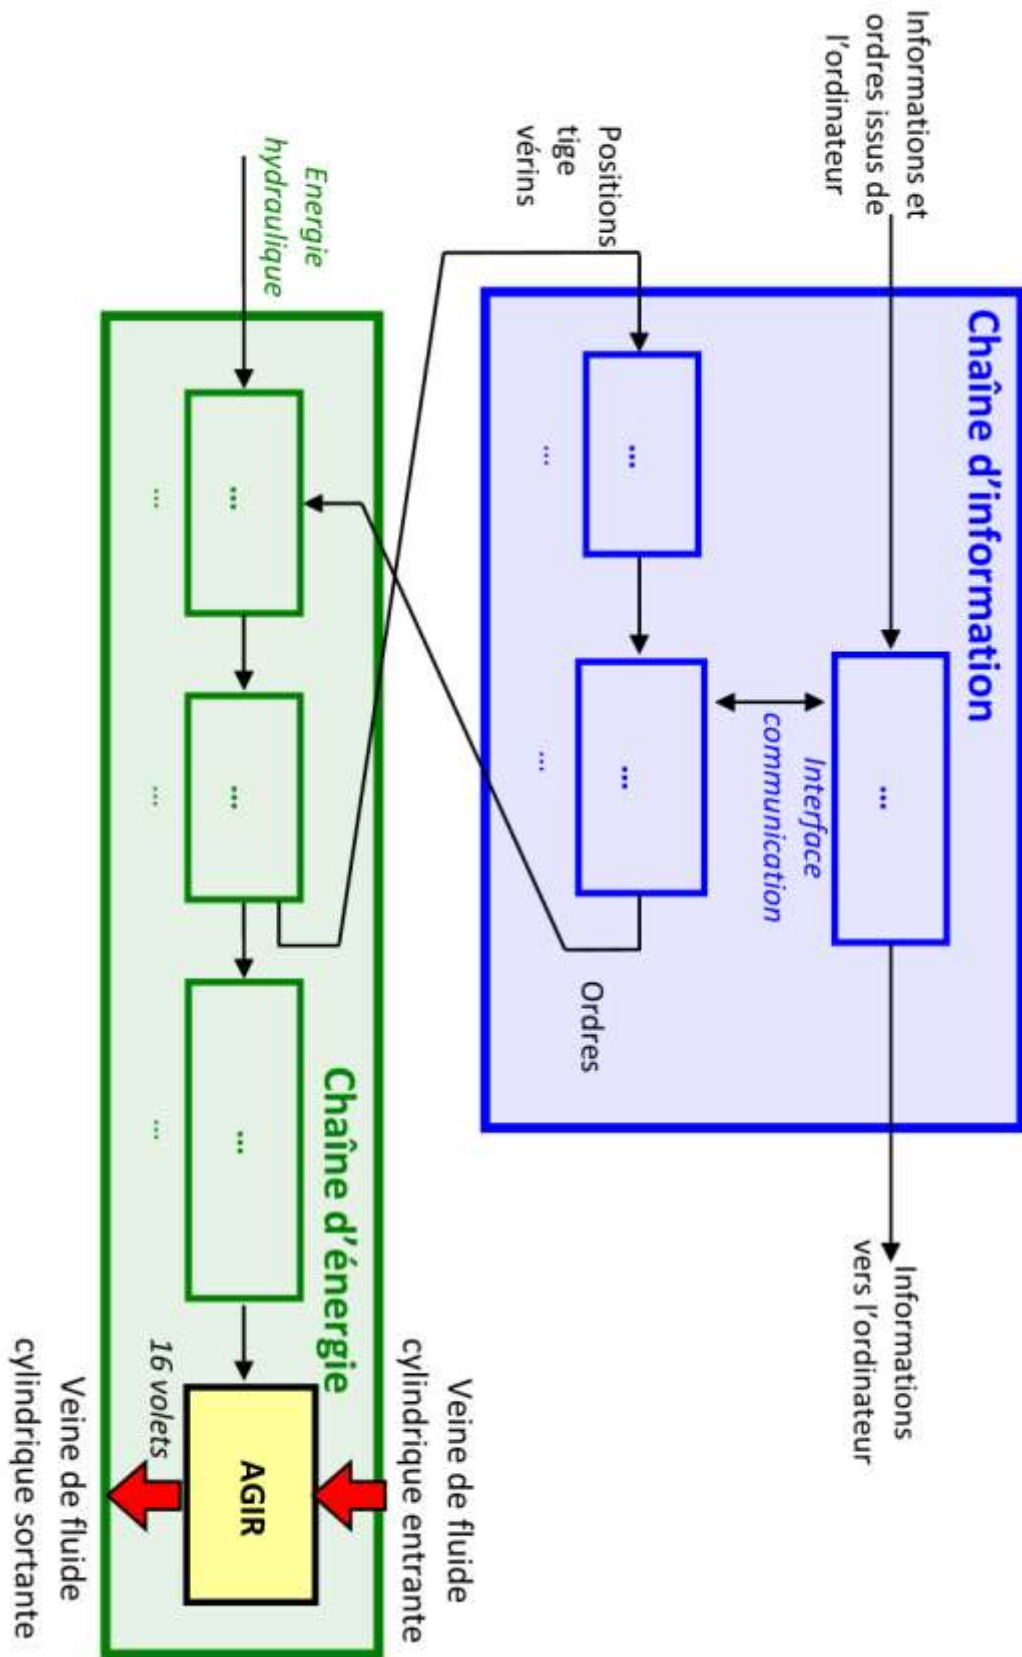 Chaîne d'information
Informations et
ordres issus de
l'ordinateur
...
Informations
vers l'ordinateur
Interface
communication
Positions
tige
vérins
...
...
...
...
Ordres
Chaîne d'énergie
Energie
hydraulique
...
...
...
...
...
...
AGIR
16 volets
Veine de fluide
cylindrique entrante
Veine de fluide
cylindrique sortante